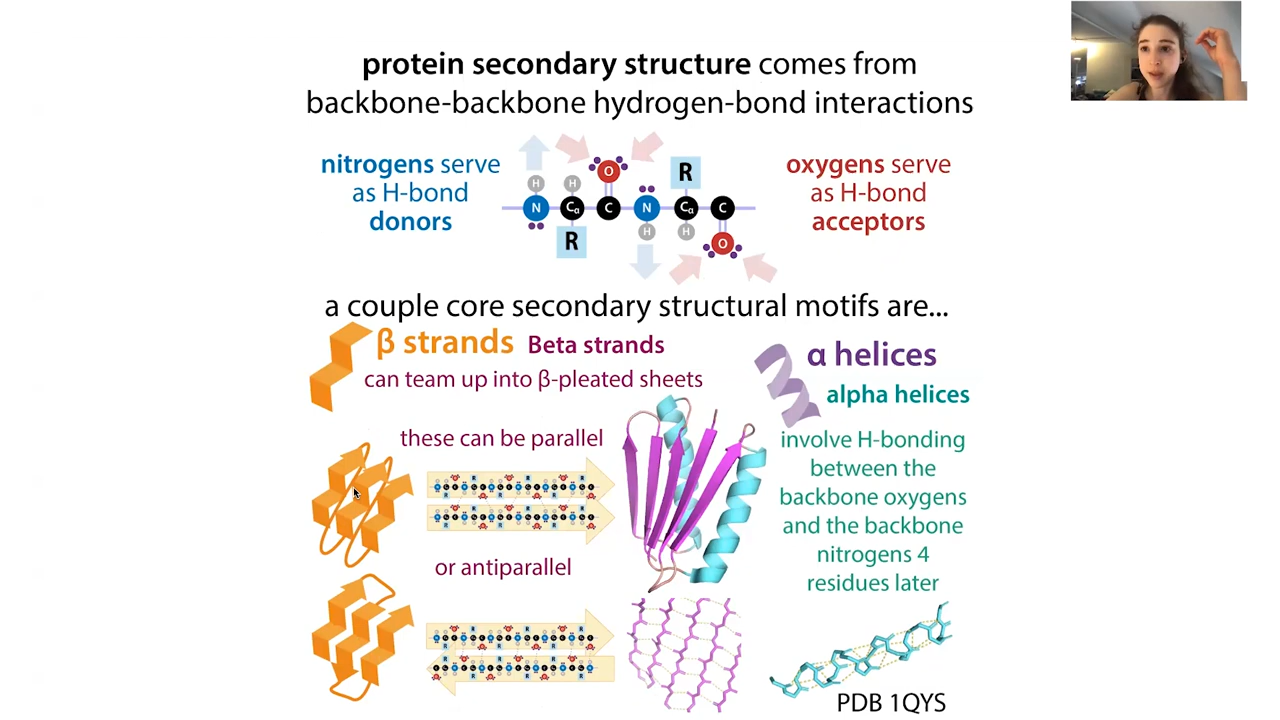 protein secondary structure comes from
backbone-backbone hydrogen-bond interactions
nitrogens serve
as H-bond
donors
H
H
O
R
N
Cα
C
N
Cα
C
R
H
H
O
oxygens serve
as H-bond
acceptors
a couple core secondary structural motifs are...
β strands Beta strands
can team up into β-pleated sheets
α helices
alpha helices
these can be parallel
or antiparallel
involve H-bonding
between the
backbone oxygens
and the backbone
nitrogens 4
residues later
PDB 1QYS